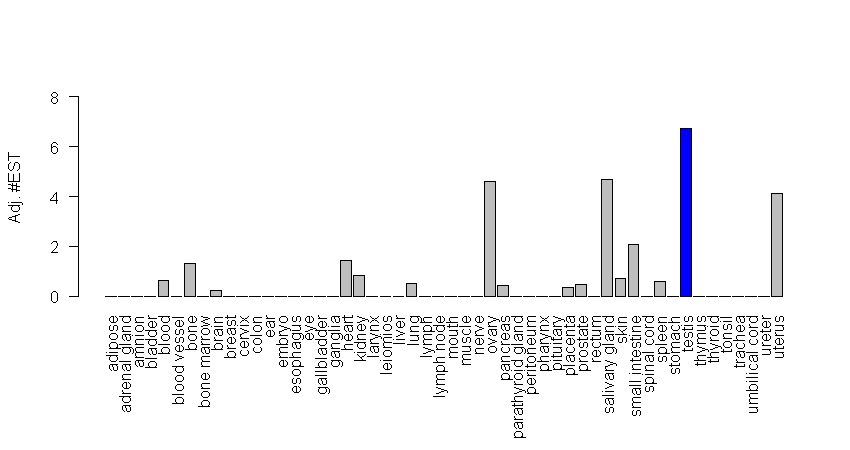 Adj. #EST
8
6
4
2
0
adipose
adrenal gland
amnion
bladder
blood
blood vessel
bone
bone marrow
brain
breast
cervix
colon
ear
embryo
esophagus
eye
gallbladder
ganglia
heart
kidney
larynx
leiomios
liver
lung
lymph
lymph node
mouth
muscle
nerve
ovary
pancreas
parathyroid gland
peritoneum
pharynx
pituitary
placenta
prostate
rectum
salivary gland
skin
small intestine
spinal cord
spleen
stomach
testis
thymus
thyroid
tonsil
trachea
umbilical cord
ureter
uterus